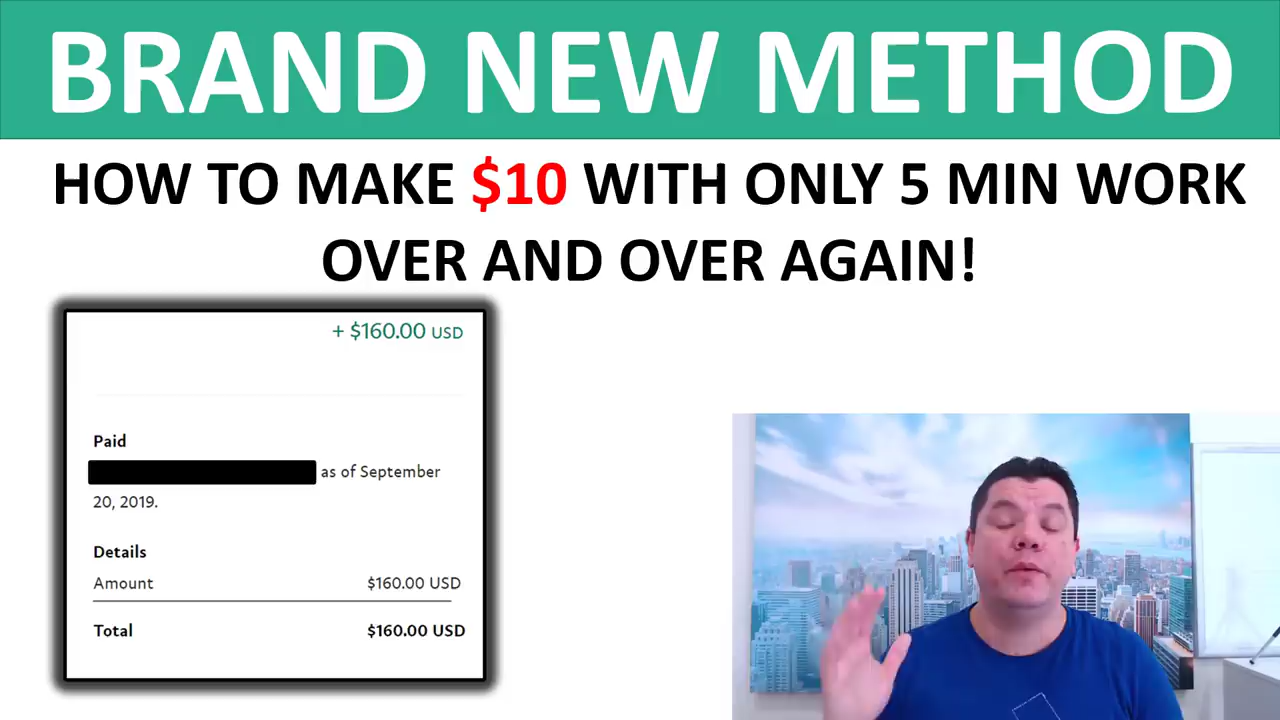 BRAND NEW METHOD
HOW TO MAKE $10 WITH ONLY 5 MIN WORK
OVER AND OVER AGAIN!
+ $160.00 USD
Paid
as of September
20, 2019.
Details
Amount $160.00 USD
Total $160.00 USD